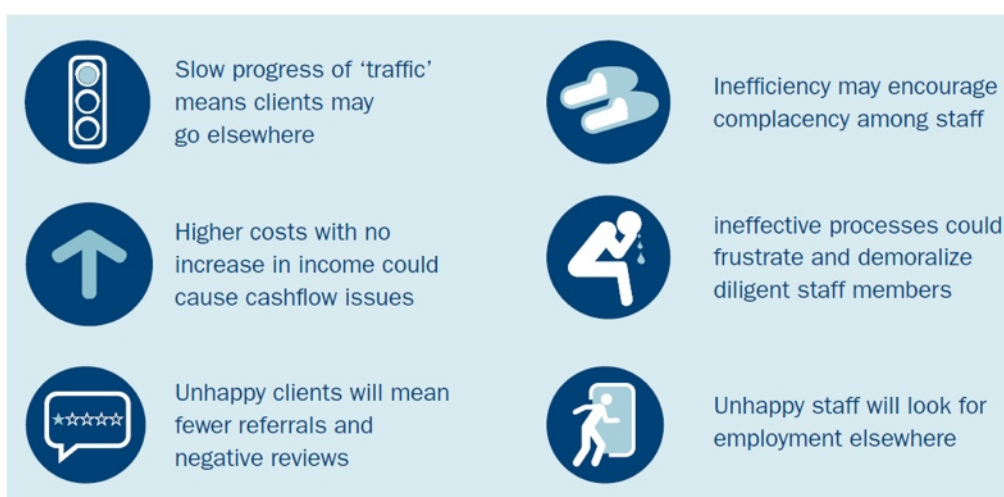 Slow progress of ‘traffic’
means clients may
go elsewhere
Higher costs with no
increase in income could
cause cashflow issues
Unhappy clients will mean
fewer referrals and
negative reviews
Inefficiency may encourage
complacency among staff
ineffective processes could
frustrate and demoralize
diligent staff members
Unhappy staff will look for
employment elsewhere